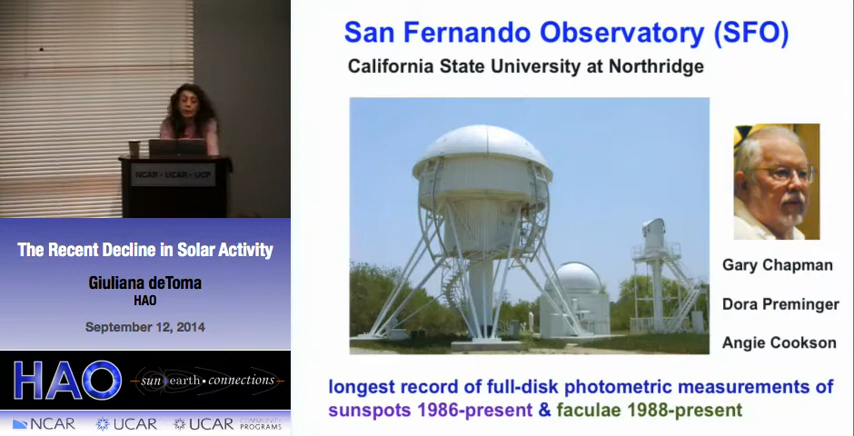 San Fernando Observatory (SFO)
California State University at Northridge
NCAR • UCAR • UCP
The Recent Decline in Solar Activity
Giuliana deToma
HAO
September 12, 2014
Gary Chapman
Dora Preminger
Angie Cookson
longest record of full-disk photometric measurements of
sunspots 1986-present & faculae 1988-present
HAO
sun earth • connections
NCAR UCAR UCAR COMMUNITY PROGRAMS